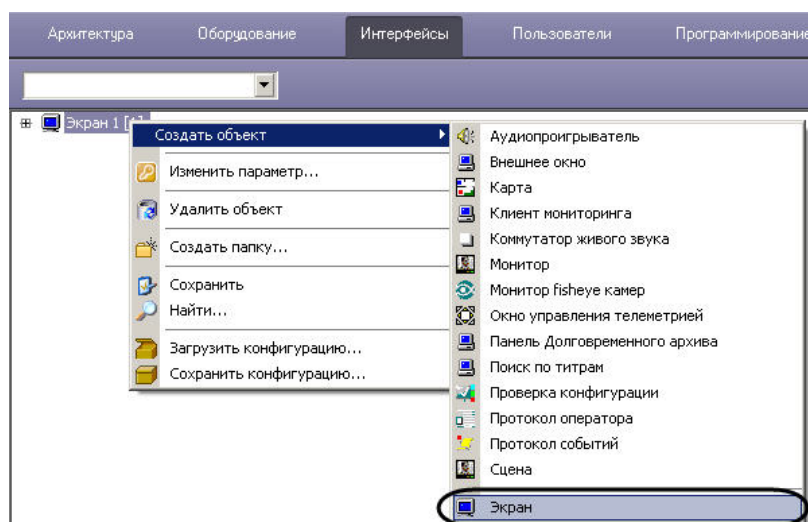 Архитектура Оборудование Интерфейсы Пользователи Программирование
Экран 1
Создать объект
Изменить параметр...
Удалить объект
Создать папку...
Сохранить
Найти...
Загрузить конфигурацию...
Сохранить конфигурацию...
Аудиопроигрыватель
Внешнее окно
Карта
Клиент мониторинга
Коммутатор живого звука
Монитор
Монитор fisheye камер
Окно управления телеметрией
Панель Долговременного архива
Поиск по титрам
Проверка конфигурации
Протокол оператора
Протокол событий
Сцена
Экран